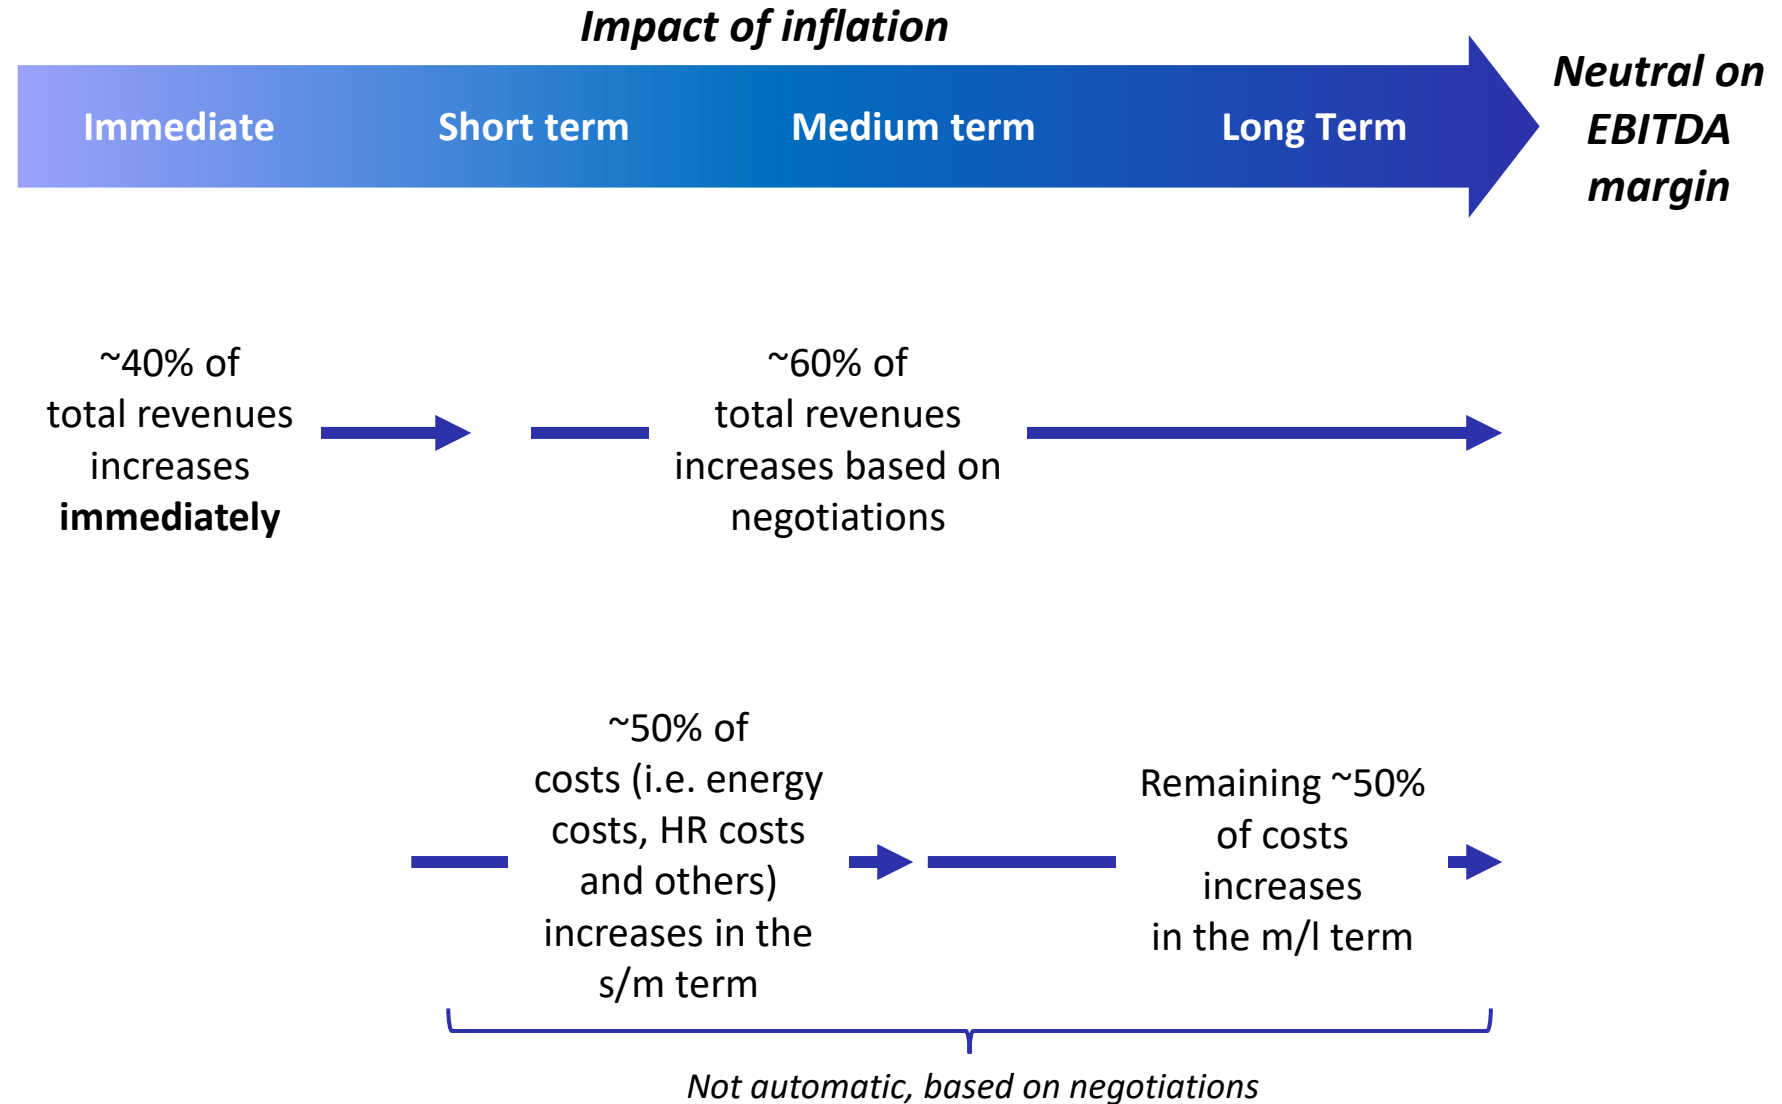 Impact of inflation
Immediate
Short term
Medium term
Long Term
Neutral on
EBITDA
margin
~40% of
total revenues
increases
immediately
~60% of
total revenues
increases based on
negotiations
~50% of
costs (i.e. energy
costs, HR costs
and others)
increases in the
s/m term
Remaining ~50%
of costs
increases
in the m/l term
Not automatic, based on negotiations